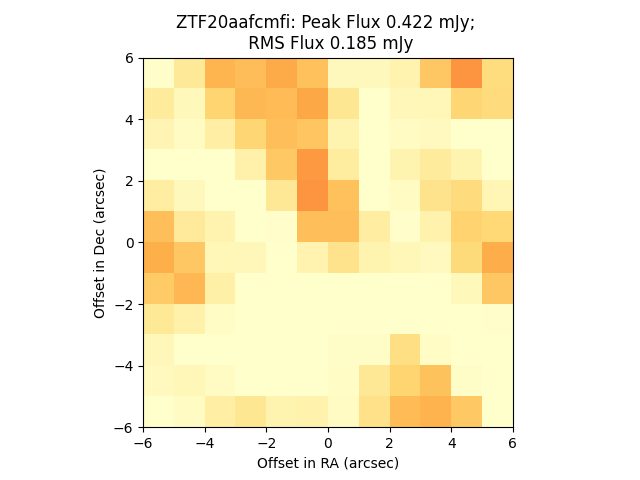 ZTF20aafcmfi: Peak Flux 0.422 mJy;
RMS Flux 0.185 mJy
6
4
2
0
−2
−4
−6
Offset in Dec (arcsec)
−6 −4 −2 0 2 4 6
Offset in RA (arcsec)